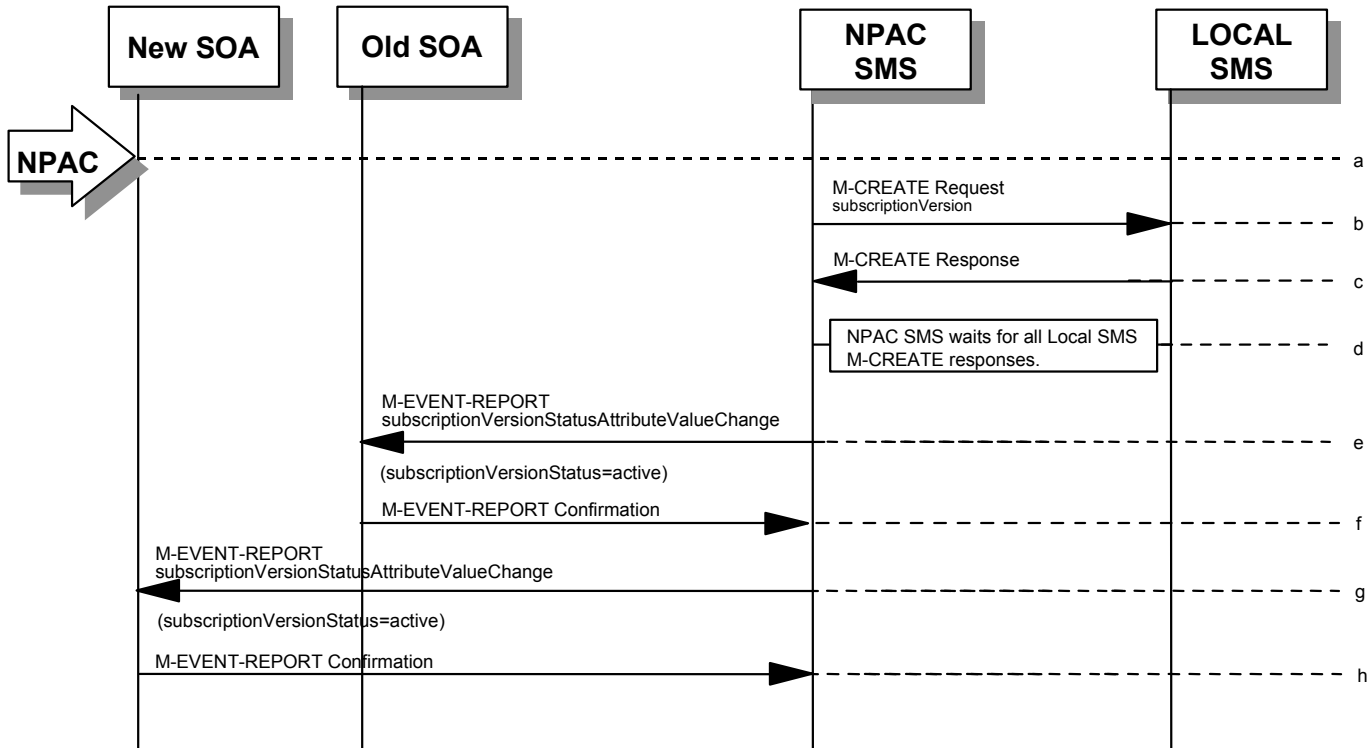 New SOA
Old SOA
NPAC
SMS
LOCAL
SMS
NPAC
a
M-CREATE Request
subscriptionVersion
b
M-CREATE Response
c
NPAC SMS waits for all Local SMS
M-CREATE responses.
d
M-EVENT-REPORT
subscriptionVersionStatusAttributeValueChange
e
(subscriptionVersionStatus=active)
M-EVENT-REPORT Confirmation
f
M-EVENT-REPORT
subscriptionVersionStatusAttributeValueChange
g
(subscriptionVersionStatus=active)
M-EVENT-REPORT Confirmation
h